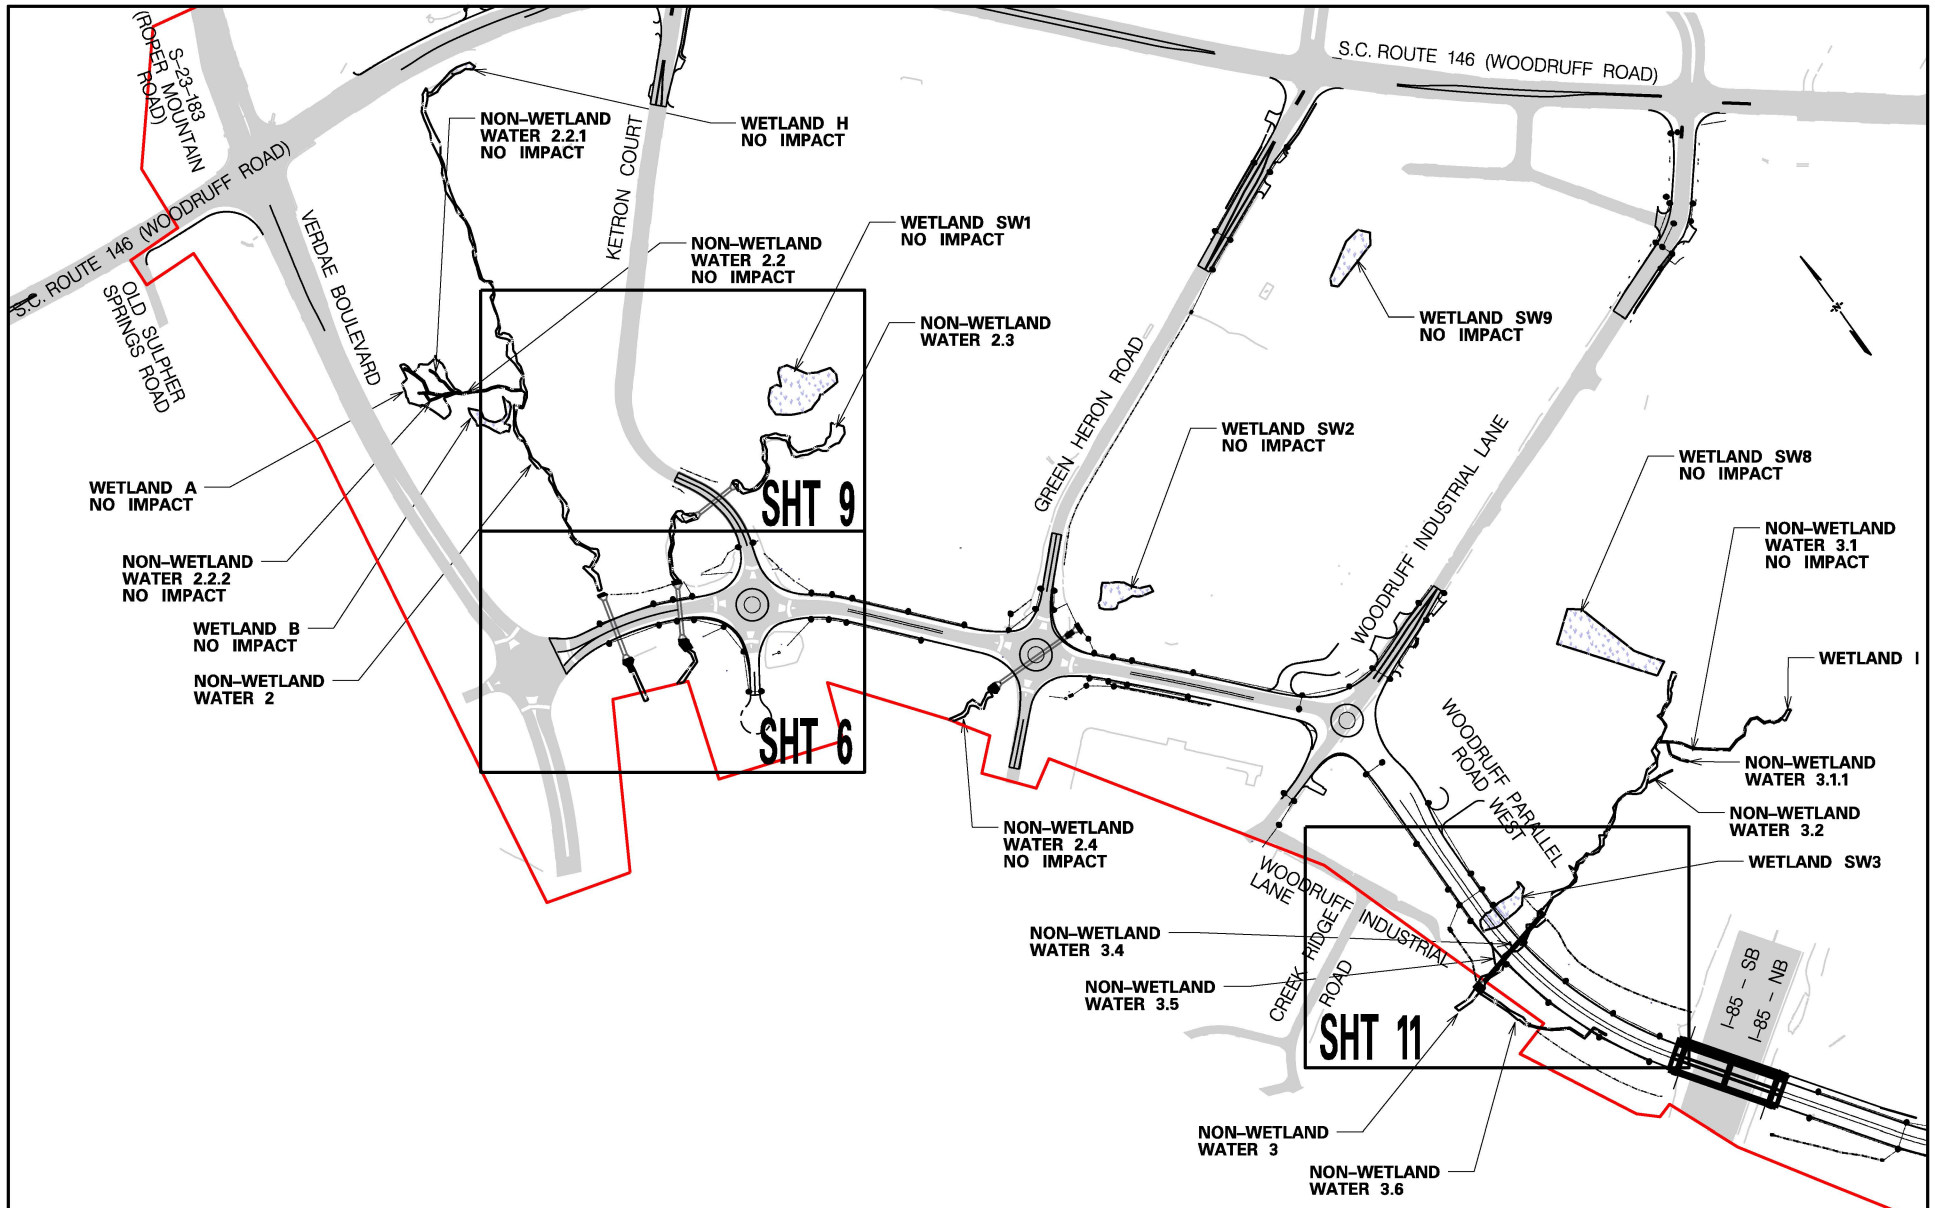 S-23-183
(ROPER MOUNTAIN
ROAD)
S.C. ROUTE 146 (WOODRUFF ROAD)
NON-WETLAND
WATER 2.2.1
NO IMPACT
WETLAND H
NO IMPACT
KETRON COURT
S.C. ROUTE 146 (WOODRUFF ROAD)
VERDAE BOULEVARD
OLD SULPHER
SPRINGS ROAD
NON-WETLAND
WATER 2.2
NO IMPACT
WETLAND SW1
NO IMPACT
NON-WETLAND
WATER 2.3
WETLAND SW9
NO IMPACT
GREEN HERON ROAD
WETLAND SW2
NO IMPACT
WOODRUFF INDUSTRIAL LANE
WETLAND SW8
NO IMPACT
WETLAND A
NO IMPACT
SHT 9
NON-WETLAND
WATER 3.1
NO IMPACT
NON-WETLAND
WATER 2.2.2
NO IMPACT
WETLAND B
NO IMPACT
NON-WETLAND
WATER 2
WETLAND I
SHT 6
WOODRUFF PARALLEL
ROAD WEST
NON-WETLAND
WATER 3.1.1
NON-WETLAND
WATER 3.2
NON-WETLAND
WATER 2.4
NO IMPACT
WETLAND SW3
WOODRUFF INDUSTRIAL
LANE
NON-WETLAND
WATER 3.4
CREEK RIDGE
ROAD
NON-WETLAND
WATER 3.5
I-85 - SB
I-85 - NB
SHT 11
NON-WETLAND
WATER 3
NON-WETLAND
WATER 3.6